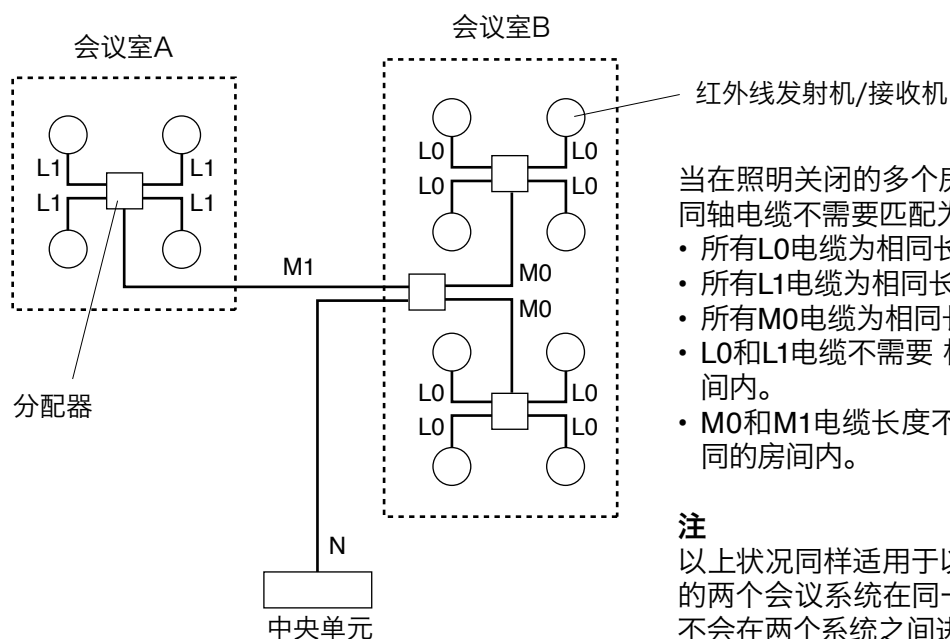 会议室A
会议室B
红外线发射机/接收机
L1
L1
L1
L1
L0
L0
L0
L0
M1
M0
M0
L0
L0
L0
L0
分配器
N
中央单元
当在照明关闭的多个房
同轴电缆不需要匹配为
• 所有L0电缆为相同长
• 所有L1电缆为相同长
• 所有M0电缆为相同长
• L0和L1电缆不需要 相
间内。
• M0和M1电缆长度不
同的房间内。
注
以上状况同样适用于以
的两个会议系统在同一
不会在两个系统之间进